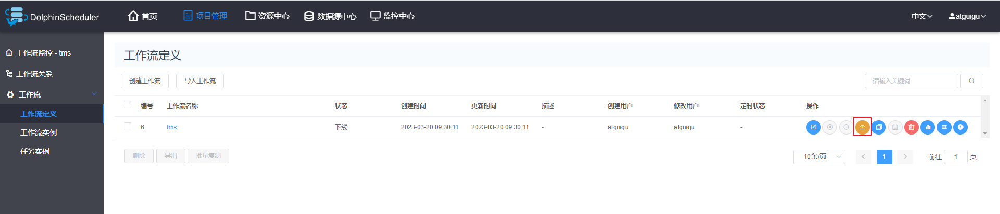 DolphinScheduler 首页 项目管理 资源中心 数据源中心 监控中心 中文 atguigu
工作流监控 - tms
工作流关系
工作流
工作流定义
工作流实例
任务实例
工作流定义
创建工作流 导入工作流 请输入关键词
编号 工作流名称 状态 创建时间 更新时间 描述 创建用户 修改用户 定时状态 操作
6 tms 下线 2023-03-20 09:30:11 2023-03-20 09:30:11 - atguigu atguigu -
删除 导出 批量复制 10条/页 1 前往 1 页